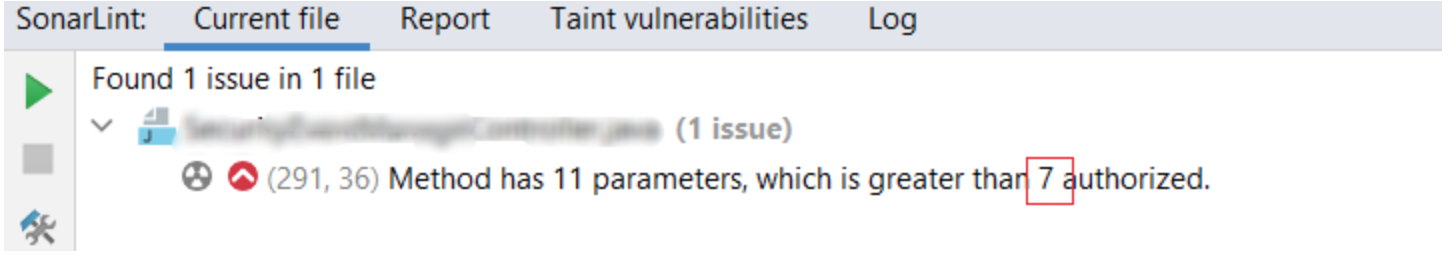 SonarLint: Current file Report Taint vulnerabilities Log
Found 1 issue in 1 file
J (1 issue)
(291, 36) Method has 11 parameters, which is greater than 7 authorized.